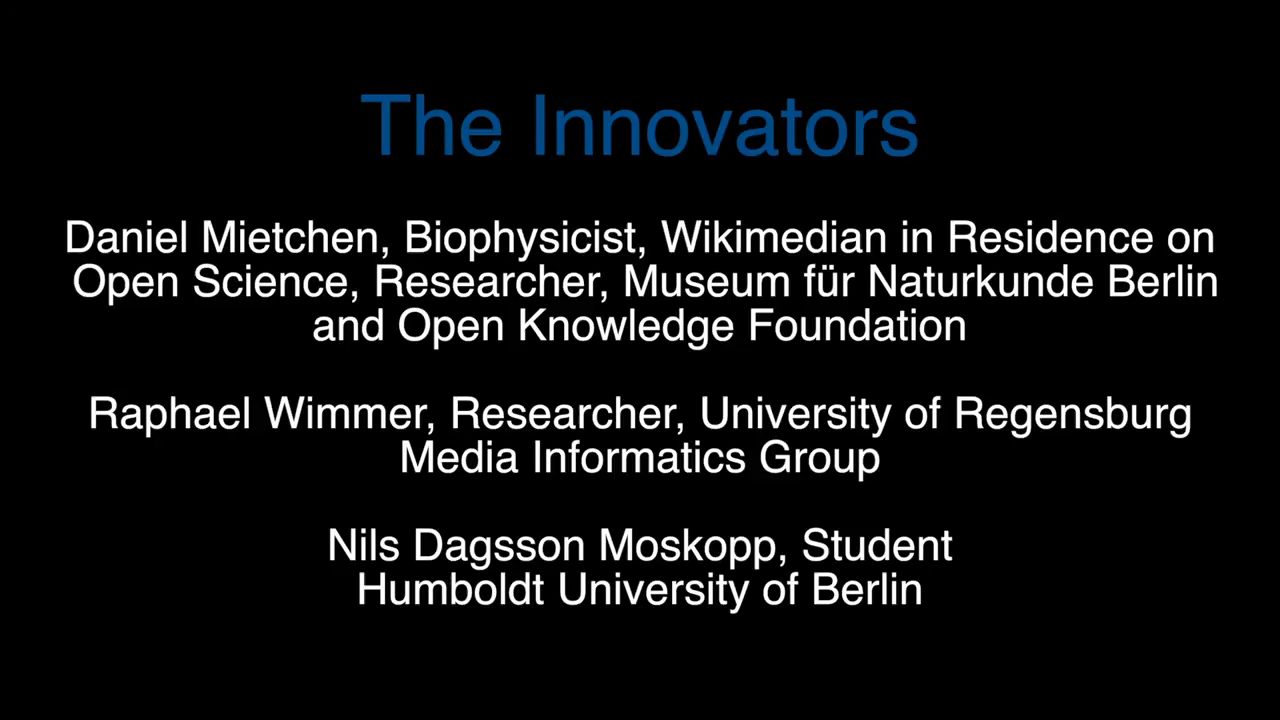 The Innovators
Daniel Mietchen, Biophysicist, Wikimedian in Residence on
Open Science, Researcher, Museum für Naturkunde Berlin
and Open Knowledge Foundation
Raphael Wimmer, Researcher, University of Regensburg
Media Informatics Group
Nils Dagsson Moskopp, Student
Humboldt University of Berlin